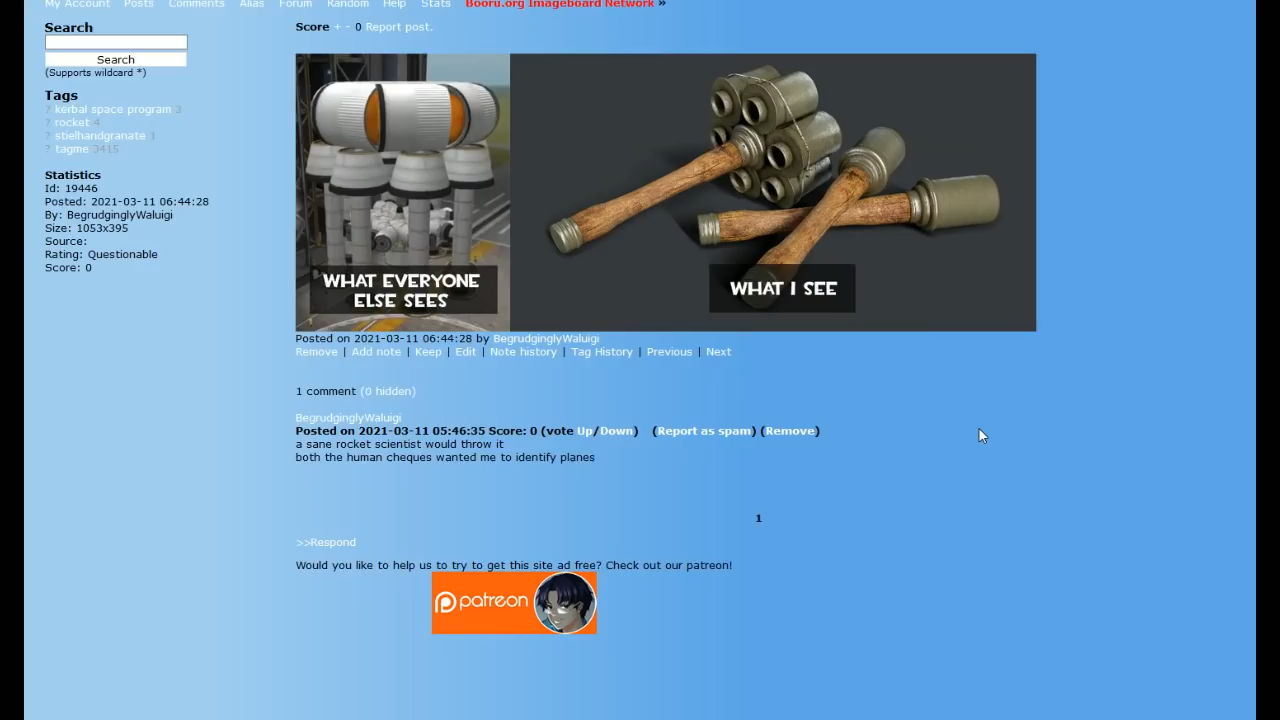 My Account Posts Comments Alias Forum Random Help Stats Booru.org Imageboard Network »
Search
Search
(Supports wildcard *)
Tags
? kerbal space program 3
? rocket 4
? stielhandgranate 1
? tagme 3415
Statistics
Id: 19446
Posted: 2021-03-11 06:44:28
By: BegrudginglyWaluigi
Size: 1053x395
Source:
Rating: Questionable
Score: 0
Score + - 0 Report post.
WHAT EVERYONE
ELSE SEES
WHAT I SEE
Posted on 2021-03-11 06:44:28 by BegrudginglyWaluigi
Remove | Add note | Keep | Edit | Note history | Tag History | Previous | Next
1 comment (0 hidden)
BegrudginglyWaluigi
Posted on 2021-03-11 05:46:35 Score: 0 (vote Up/Down) (Report as spam) (Remove)
a sane rocket scientist would throw it
both the human cheques wanted me to identify planes
1
>>Respond
Would you like to help us to try to get this site ad free? Check out our patreon!
patreon